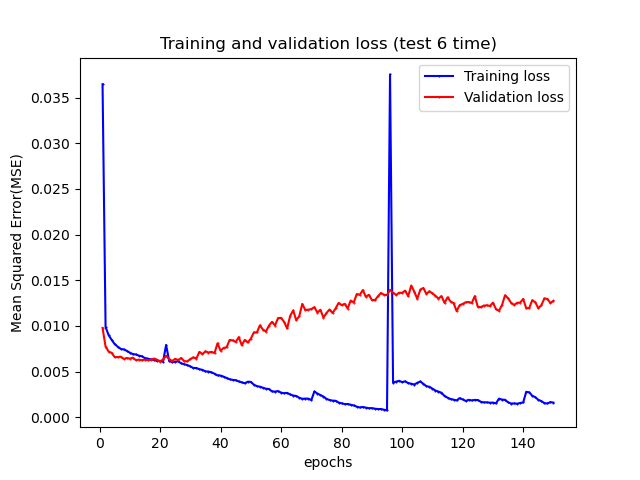 Training and validation loss (test 6 time)
Training loss
Validation loss
Mean Squared Error(MSE)
0.035
0.030
0.025
0.020
0.015
0.010
0.005
0.000
0 20 40 60 80 100 120 140
epochs